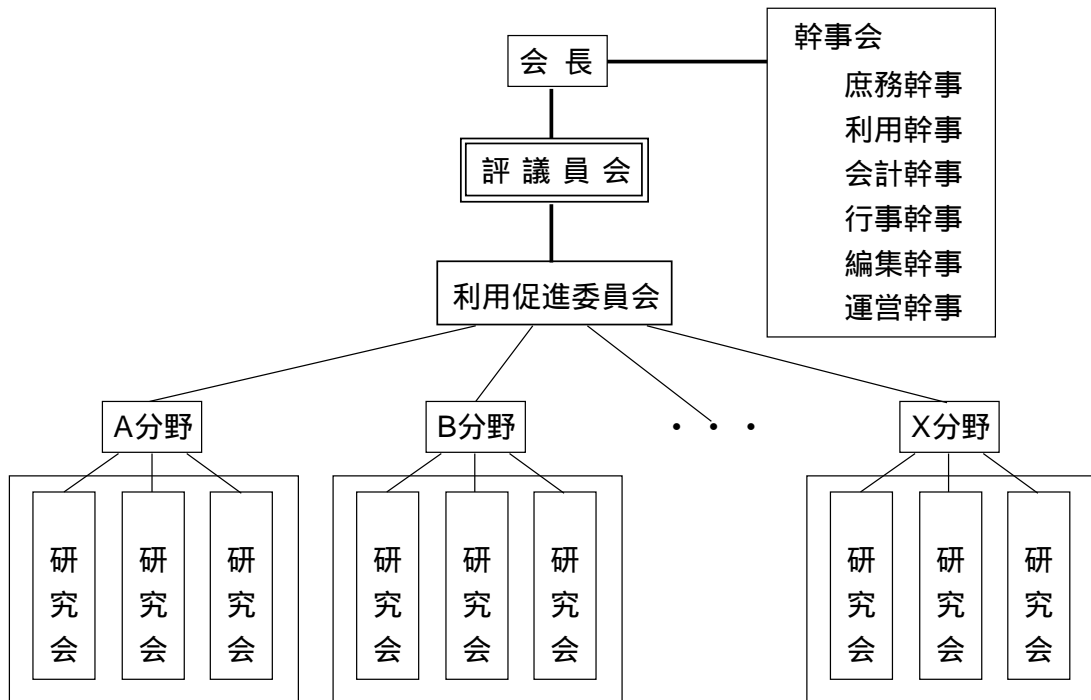 会 長
幹事会
庶務幹事
利用幹事
会計幹事
行事幹事
編集幹事
運営幹事
評 議 員 会
利用促進委員会
A分野
B分野
・ ・ ・
X分野
研究会
研究会
研究会
研究会
研究会
研究会
研究会
研究会
研究会